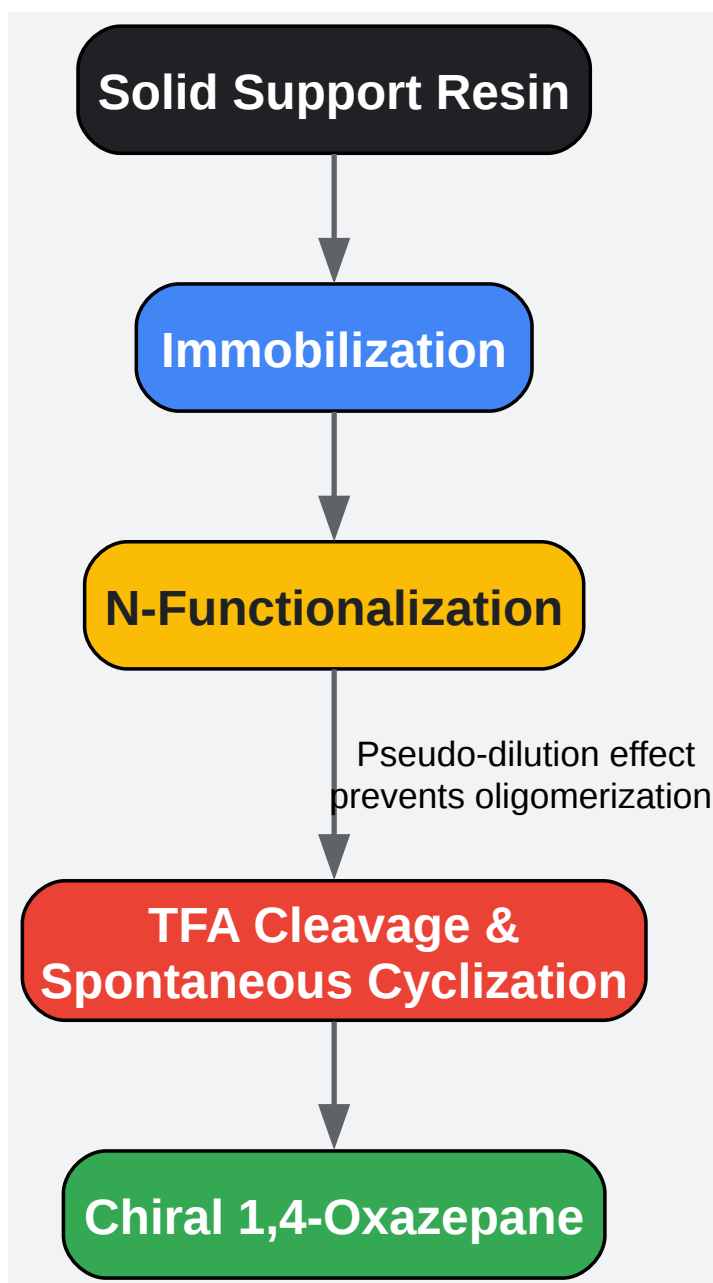 Solid Support Resin
Immobilization
N-Functionalization
Pseudo-dilution effect
prevents oligomerization
TFA Cleavage &
Spontaneous Cyclization
Chiral 1,4-Oxazepane